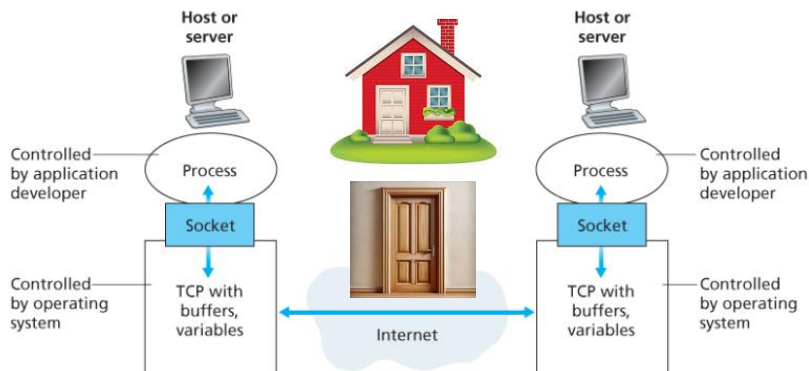 Host or
server
Host or
server
Controlled
by application
developer
Process
Process
Controlled
by application
developer
Socket
Socket
Controlled
by operating
system
TCP with
buffers,
variables
Internet
TCP with
buffers,
variables
Controlled
by operating
system